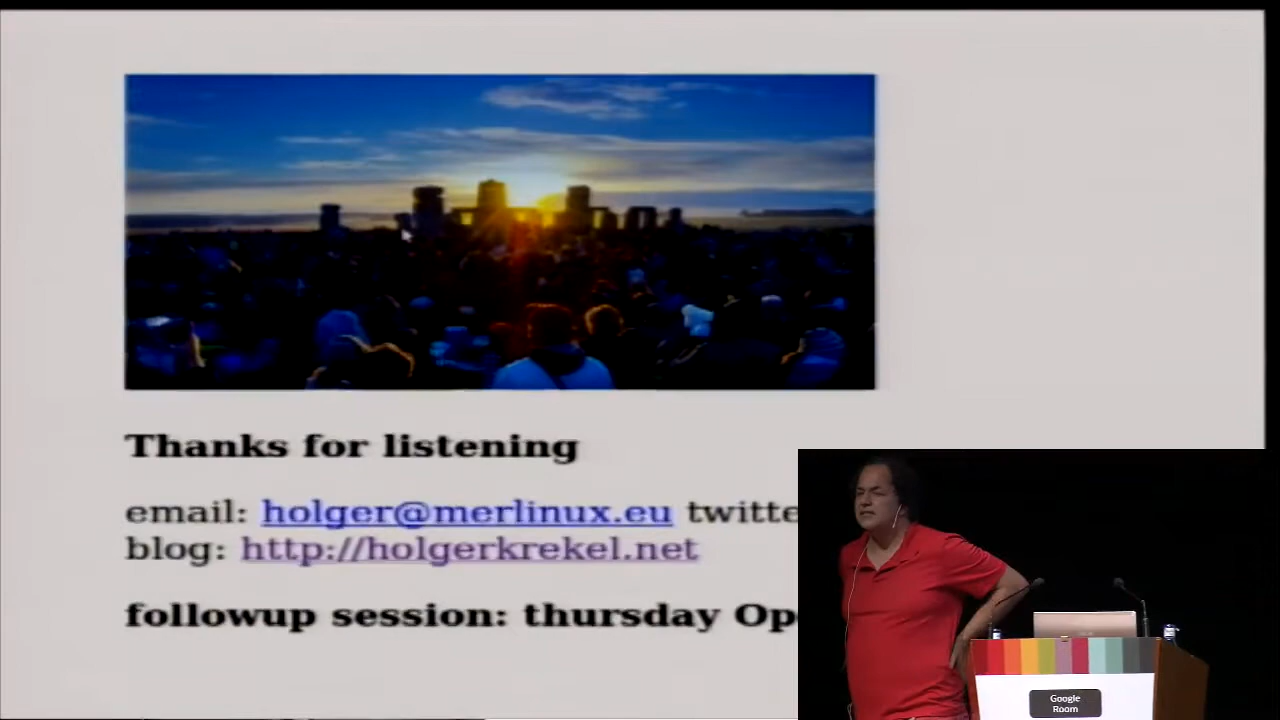 Thanks for listening
email: holger@merlinux.eu twitte
blog: http://holgerkrekel.net
followup session: thursday Op
Google
Room